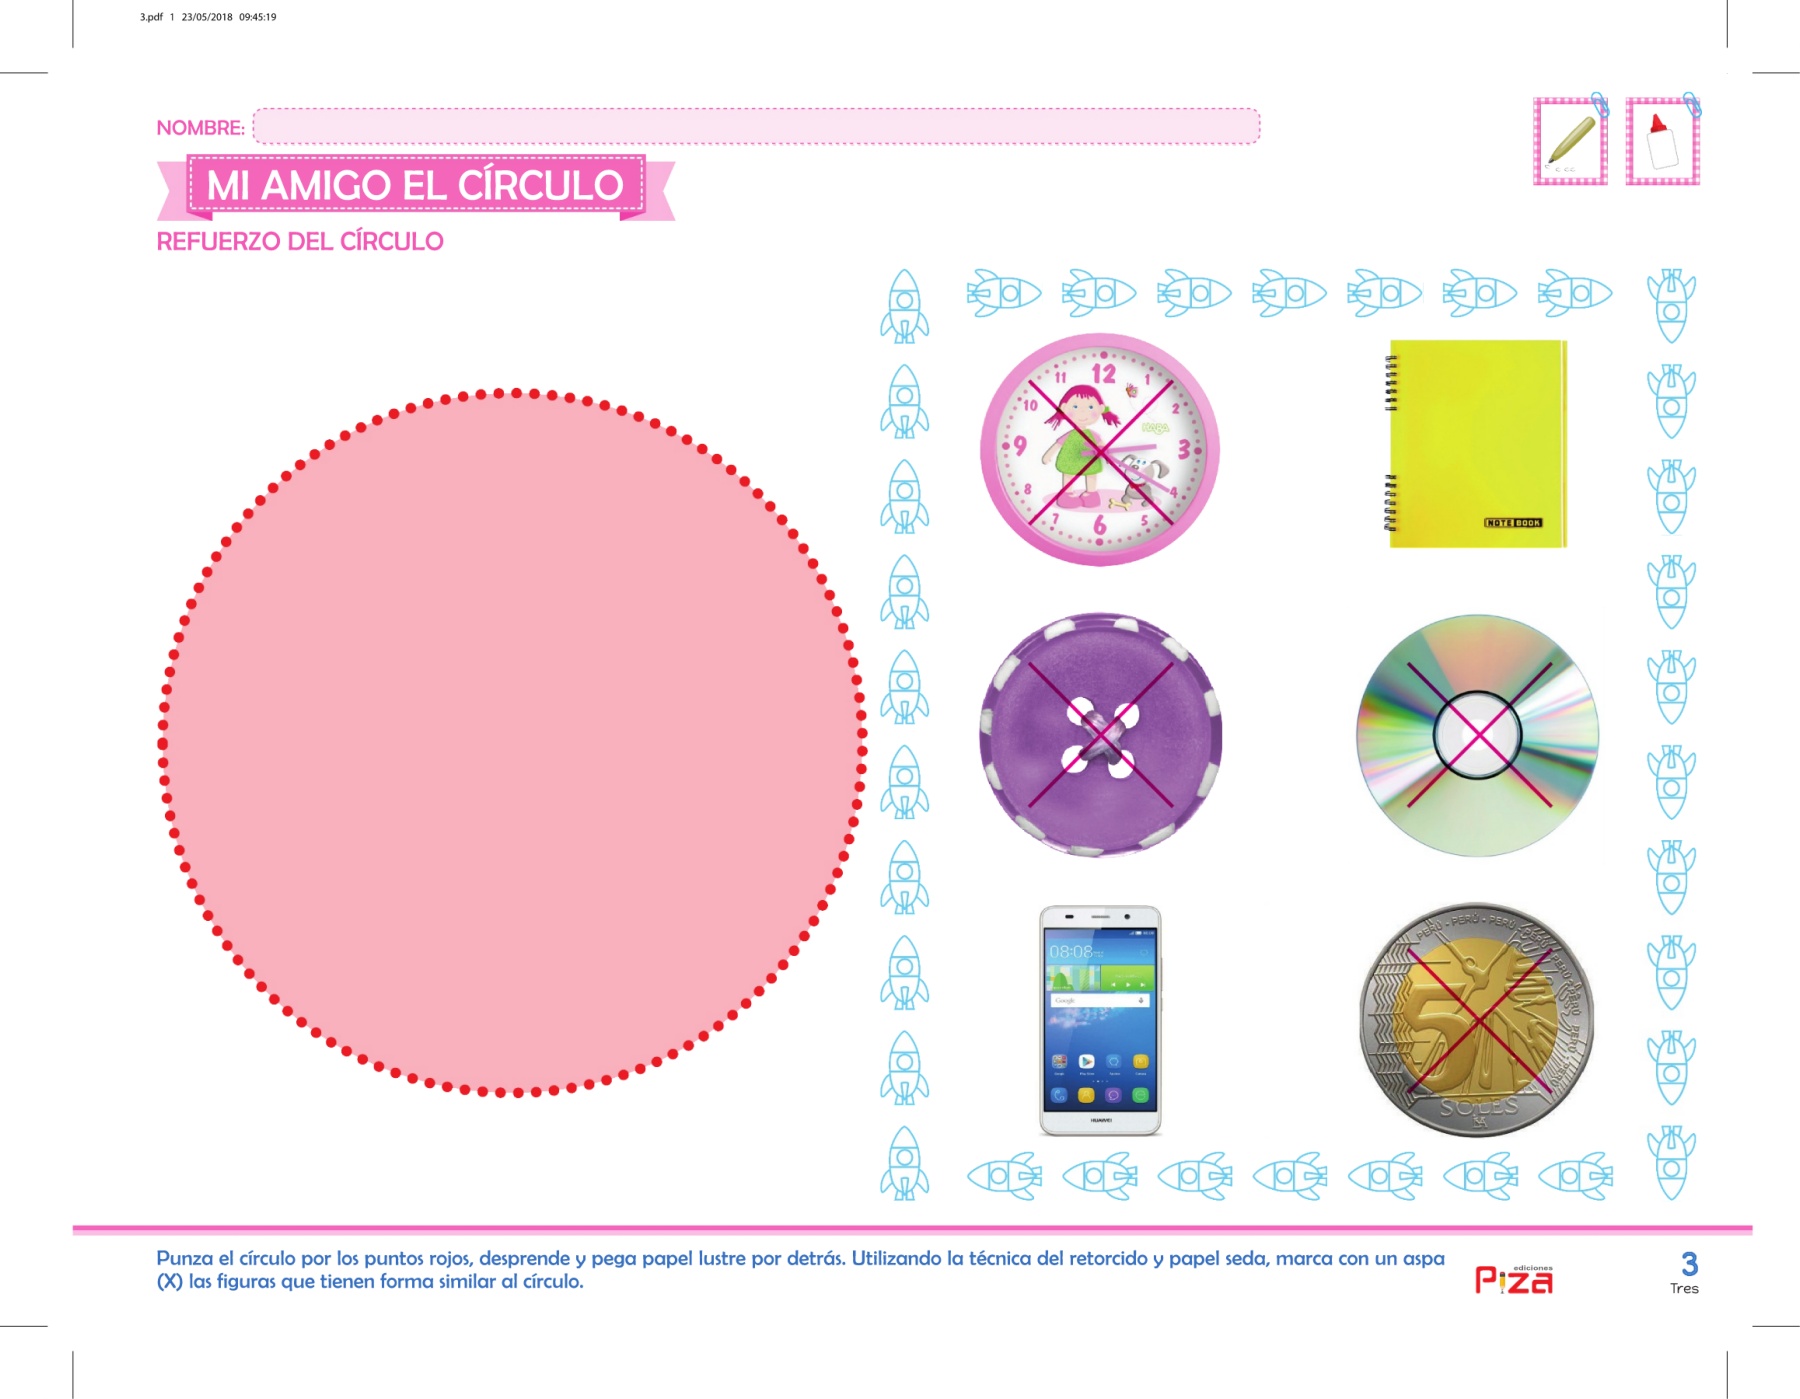 3.pdf 1 23/05/2018 09:45:19
NOMBRE:
MI AMIGO EL CÍRCULO
REFUERZO DEL CÍRCULO
12
1
2
3
4
5
6
7
8
9
10
11
HABA
NOTEBOOK
08:08
Google
HUAWEI
PERÚ - PERÚ - PERÚ - PERÚ
5
SOLES
Punza el círculo por los puntos rojos, desprende y pega papel lustre por detrás. Utilizando la técnica del retorcido y papel seda, marca con un aspa
(X) las figuras que tienen forma similar al círculo.
ediciones
Piza
3
Tres